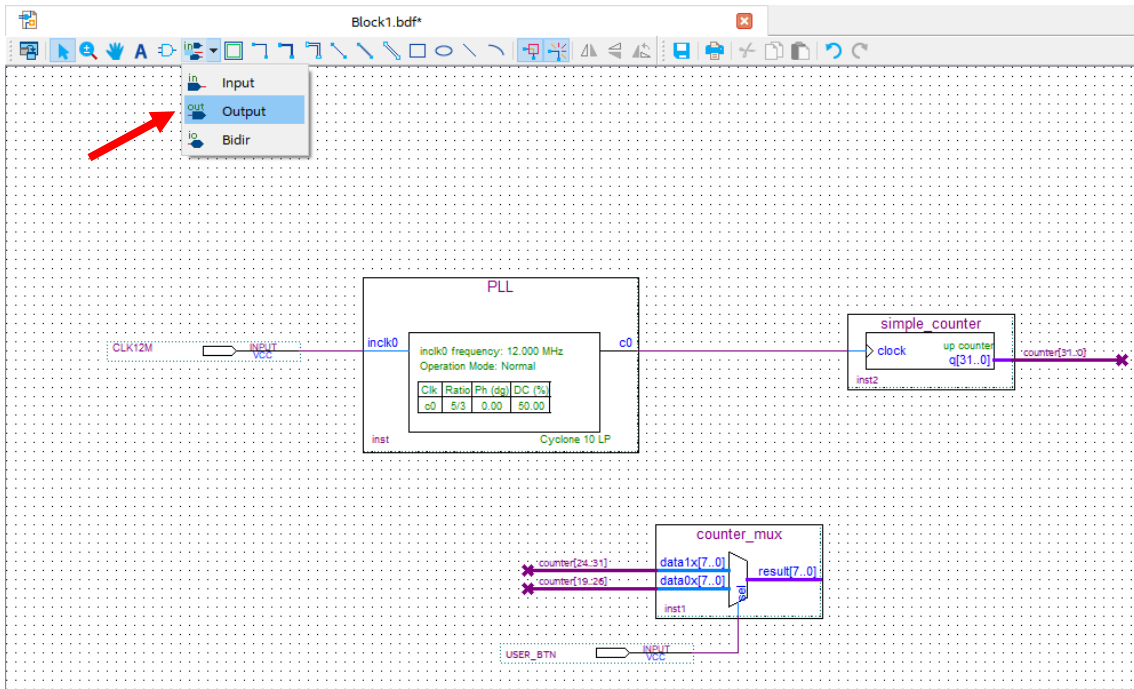 Block1.bdf*
A
in
in
Input
out
Output
io
Bidir
PLL
CLK12M
INPUT
VCC
inclk0
c0
inclk0 frequency: 12.000 MHz
Operation Mode: Normal
Clk Ratio Ph (dg) DC (%)
c0 5/3 0.00 50.00
inst
Cyclone 10 LP
simple_counter
clock
up counter
q[31..0]
counter[31..0]
inst2
counter_mux
counter[24..31]
data1x[7..0]
result[7..0]
counter[19..26]
data0x[7..0]
sel
inst1
USER_BTN
INPUT
VCC